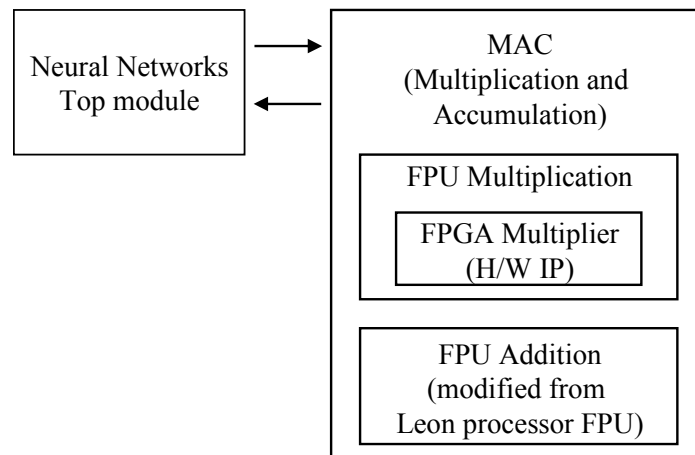 Neural Networks
Top module
MAC
(Multiplication and
Accumulation)
FPU Multiplication
FPGA Multiplier
(H/W IP)
FPU Addition
(modified from
Leon processor FPU)